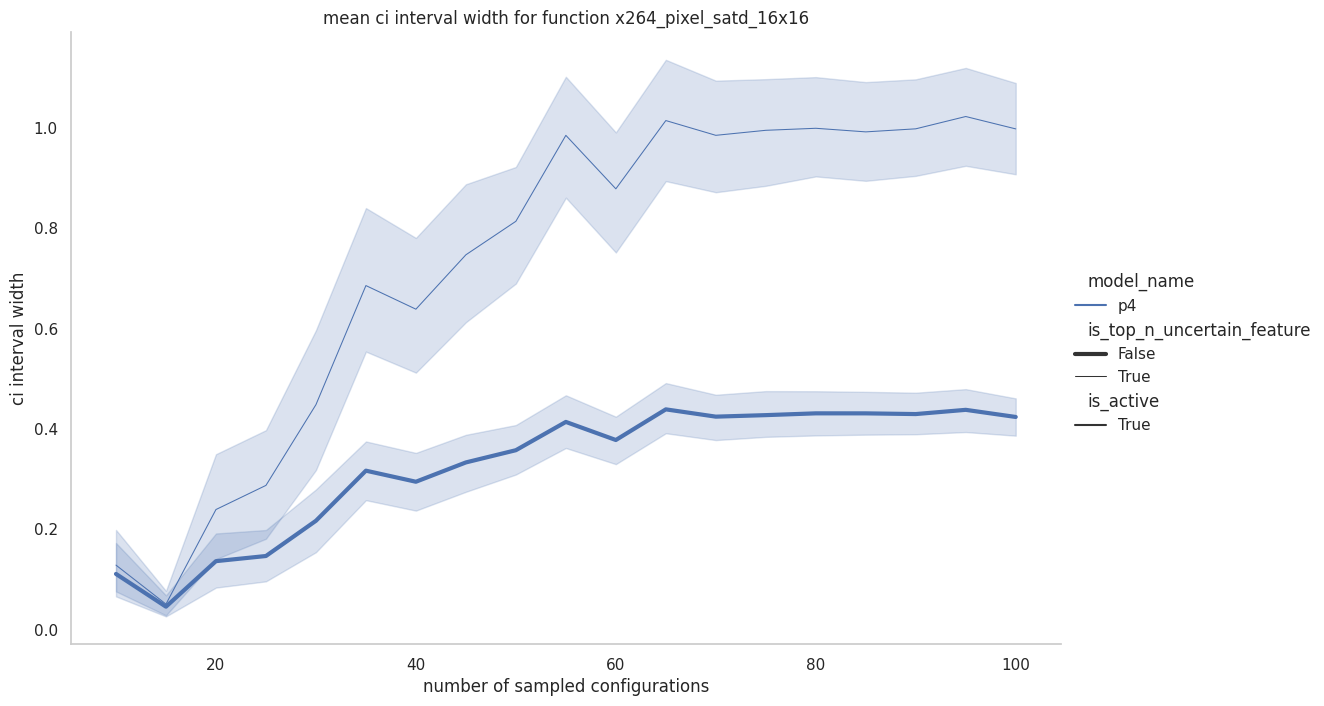 mean ci interval width for function x264_pixel_satd_16x16
ci interval width
1.0
0.8
0.6
0.4
0.2
0.0
20
40
60
80
100
number of sampled configurations
model_name
p4
is_top_n_uncertain_feature
False
True
is_active
True